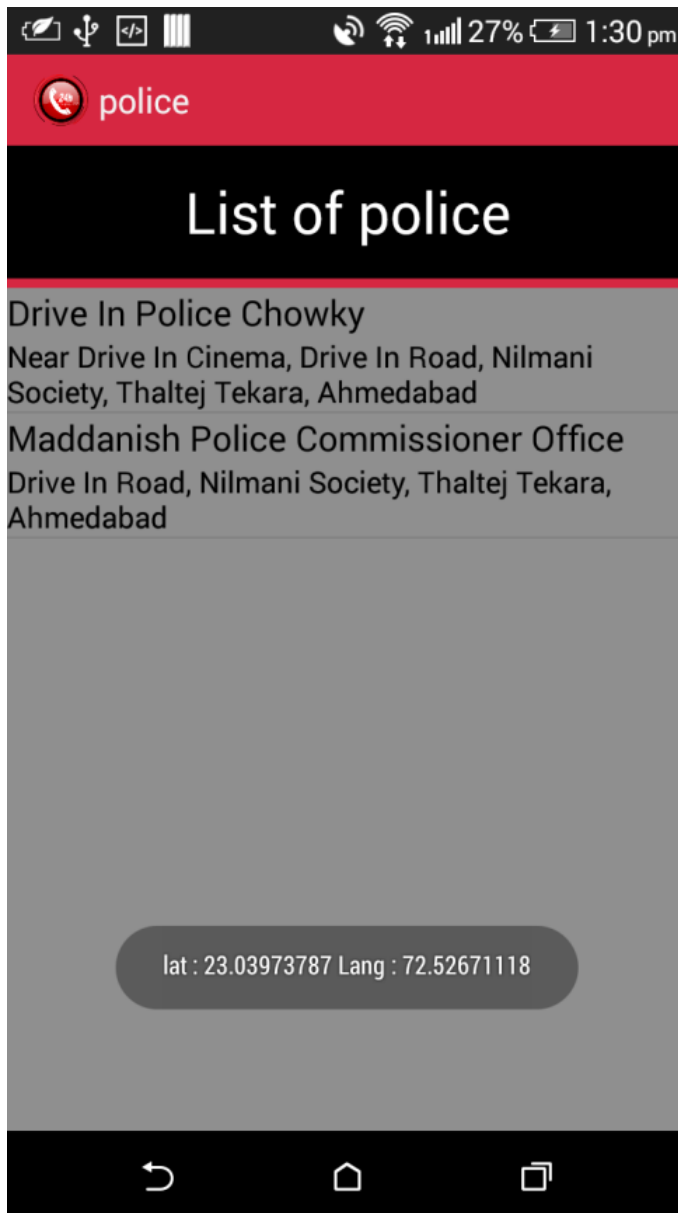 27% 1:30 pm
police
List of police
Drive In Police Chowky
Near Drive In Cinema, Drive In Road, Nilmani
Society, Thaltej Tekara, Ahmedabad
Maddanish Police Commissioner Office
Drive In Road, Nilmani Society, Thaltej Tekara,
Ahmedabad
lat : 23.03973787 Lang : 72.52671118